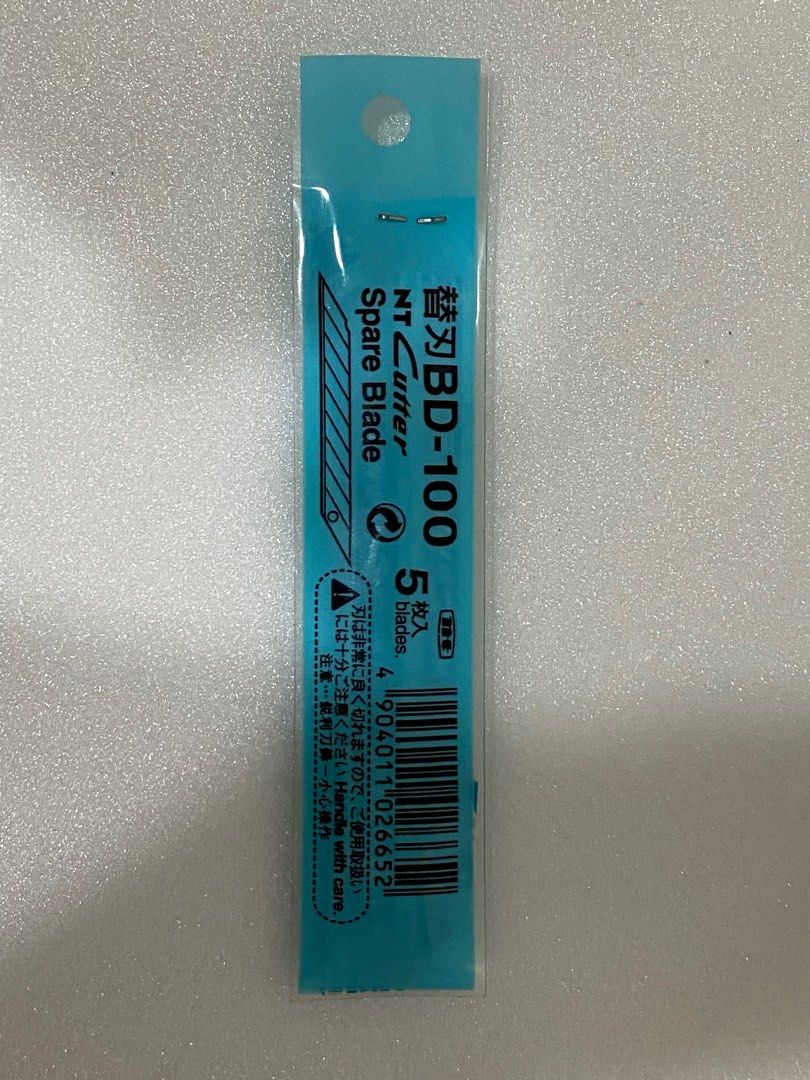 替刃BD-100
NT Cutter
Spare Blade
5枚入
blades.
nt
4 904011 026652
刃は非常に良く切れますので、ご使用取扱い
には十分ご注意ください Handle with care.
注意…鋭利刀鋒－小心操作